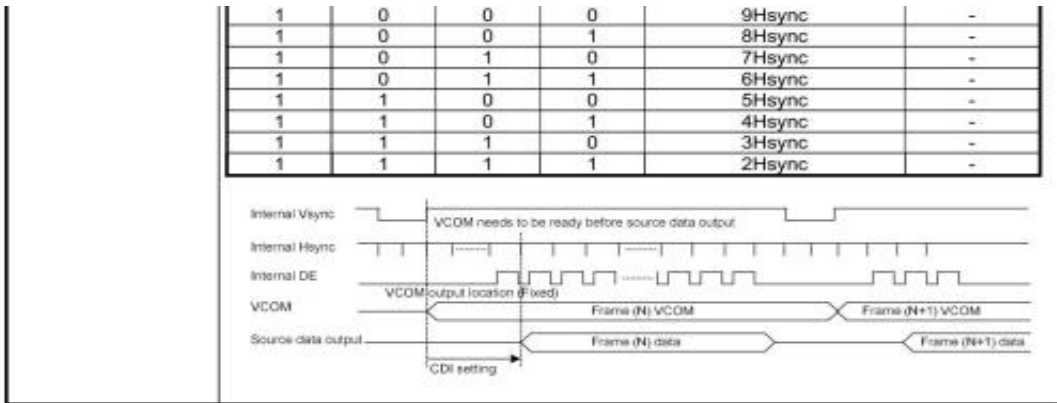 1 0 0 0 9Hsync -
1 0 0 1 8Hsync -
1 0 1 0 7Hsync -
1 0 1 1 6Hsync -
1 1 0 0 5Hsync -
1 1 0 1 4Hsync -
1 1 1 0 3Hsync -
1 1 1 1 2Hsync -
Internal Vsync
VCOM needs to be ready before source data output
Internal Hsync
Internal DE
VCOM output location (Fixed)
VCOM Frame (N) VCOM Frame (N+1) VCOM
Source data output Frame (N) data Frame (N+1) data
CDI setting